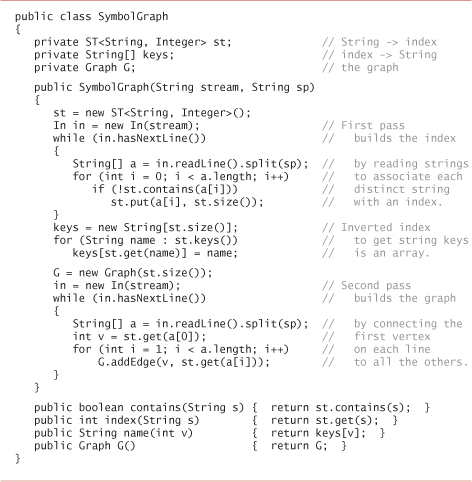 public class SymbolGraph
{
private ST<String, Integer> st; // String -> index
private String[] keys; // index -> String
private Graph G; // the graph
public SymbolGraph(String stream, String sp)
{
st = new ST<String, Integer>();
In in = new In(stream); // First pass
while (in.hasNextLine()) // builds the index
{
String[] a = in.readLine().split(sp); // by reading strings
for (int i = 0; i < a.length; i++) // to associate each
if (!st.contains(a[i])) // distinct string
st.put(a[i], st.size()); // with an index.
}
keys = new String[st.size()]; // Inverted index
for (String name : st.keys()) // to get string keys
keys[st.get(name)] = name; // is an array.
G = new Graph(st.size());
in = new In(stream); // Second pass
while (in.hasNextLine()) // builds the graph
{
String[] a = in.readLine().split(sp); // by connecting the
int v = st.get(a[0]); // first vertex
for (int i = 1; i < a.length; i++) // on each line
G.addEdge(v, st.get(a[i])); // to all the others.
}
}
public boolean contains(String s) { return st.contains(s); }
public int index(String s) { return st.get(s); }
public String name(int v) { return keys[v]; }
public Graph G() { return G; }
}